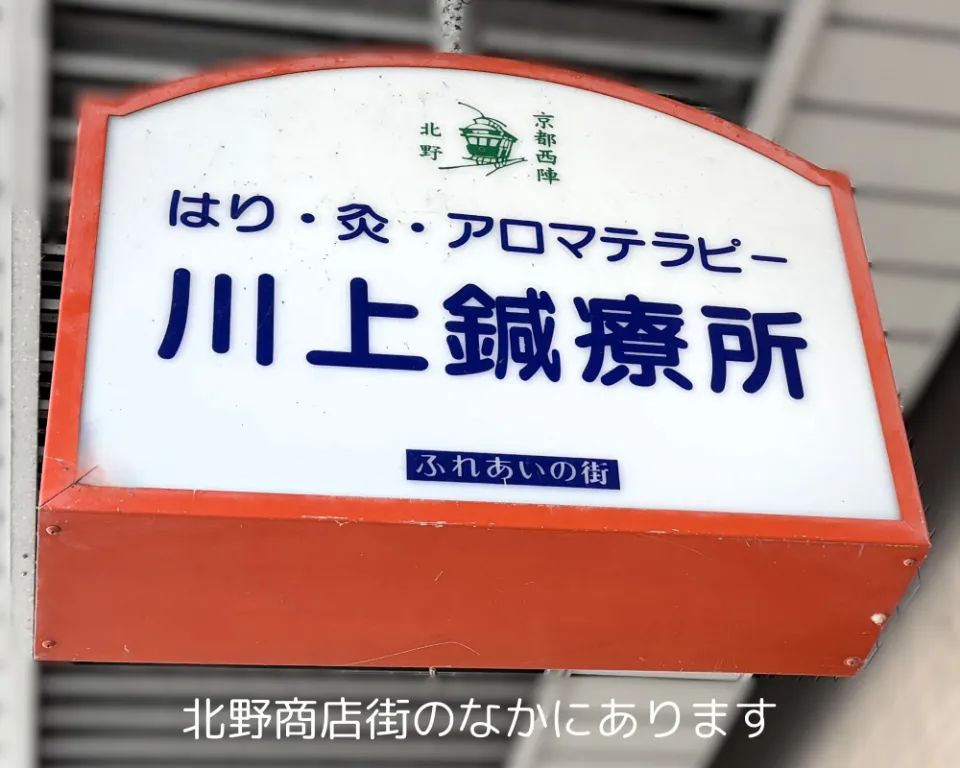 北野
京都西陣
はり・灸・アロマテラピー
川上鍼療所
ふれあいの街
北野商店街のなかにあります